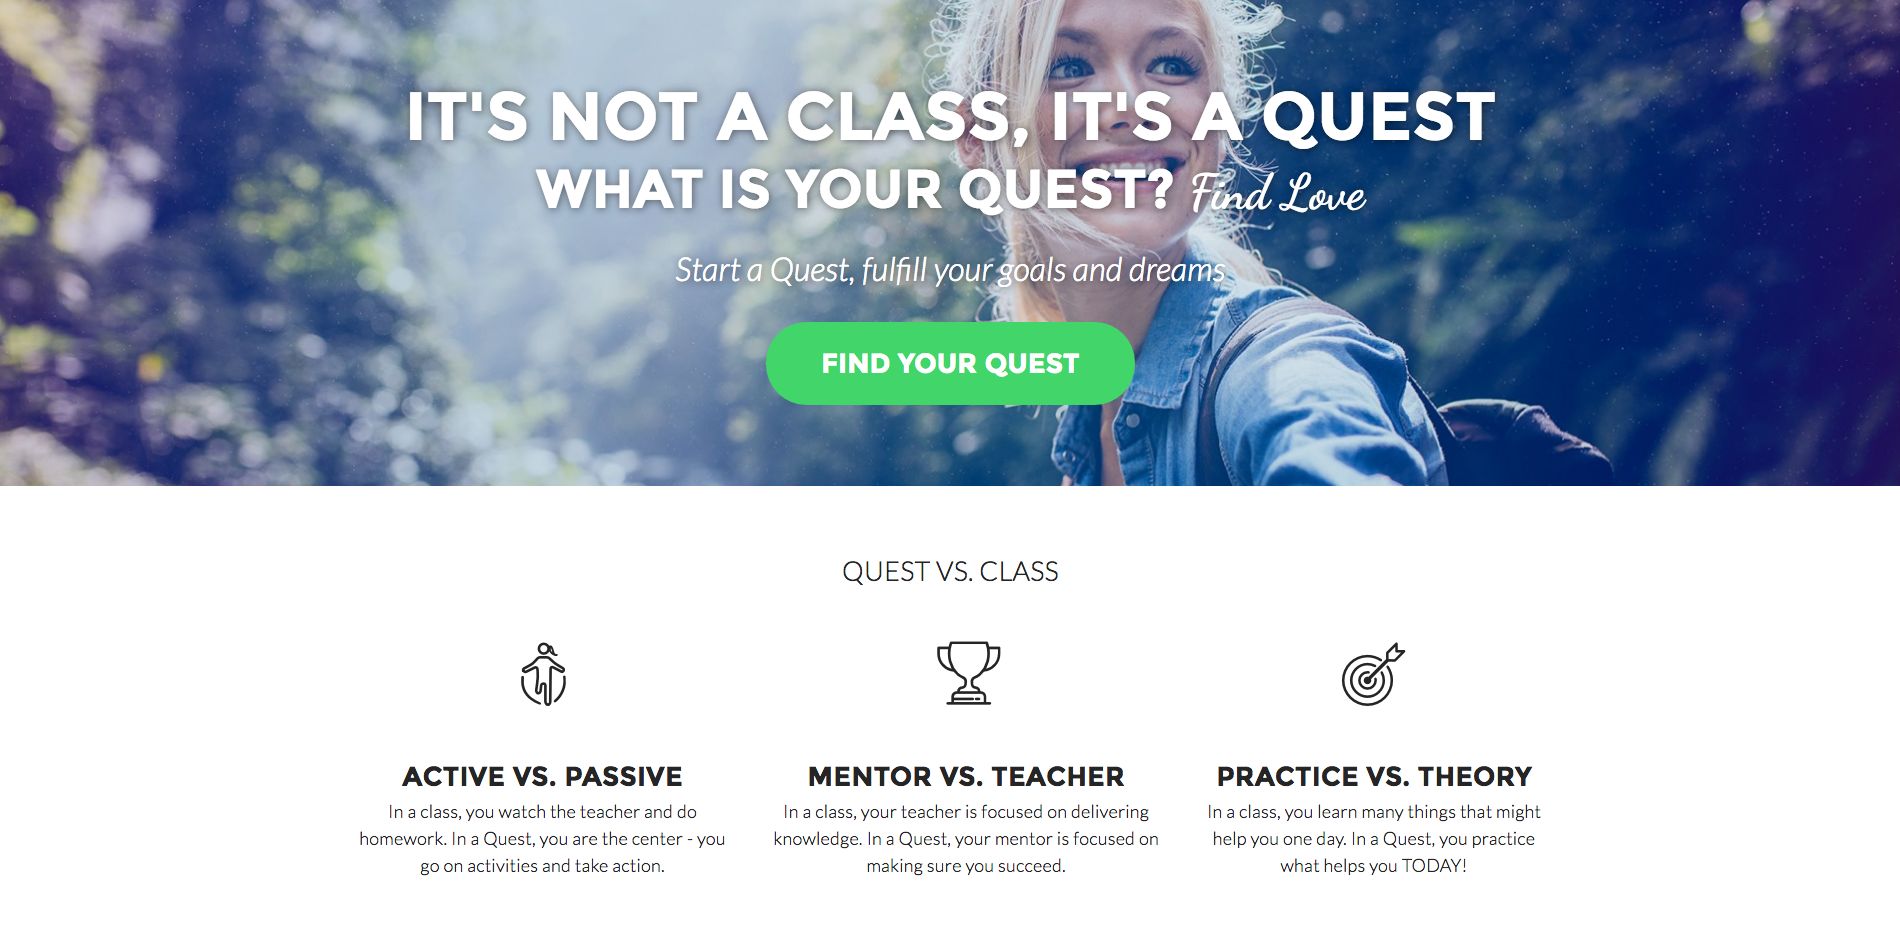 IT'S NOT A CLASS, IT'S A QUEST
WHAT IS YOUR QUEST? Find Love
Start a Quest, fulfill your goals and dreams
FIND YOUR QUEST
QUEST VS. CLASS
ACTIVE VS. PASSIVE
In a class, you watch the teacher and do
homework. In a Quest, you are the center - you
go on activities and take action.
MENTOR VS. TEACHER
In a class, your teacher is focused on delivering
knowledge. In a Quest, your mentor is focused on
making sure you succeed.
PRACTICE VS. THEORY
In a class, you learn many things that might
help you one day. In a Quest, you practice
what helps you TODAY!